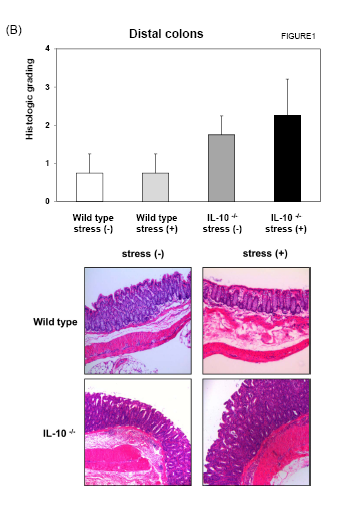 (B)
Distal colons
FIGURE1
Histologic grading
4
3
2
1
0
Wild type
stress (-)
Wild type
stress (+)
IL-10 -/-
stress (-)
IL-10 -/-
stress (+)
stress (-)
stress (+)
Wild type
IL-10 -/-